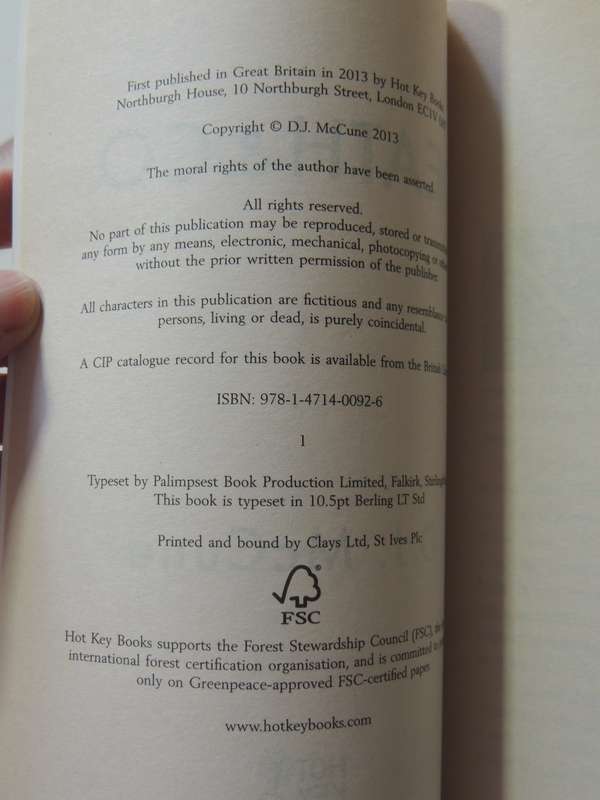 First published in Great Britain in 2013 by Hot Key Books,
Northburgh House, 10 Northburgh Street, London EC1V
Copyright © D.J. McCune 2013
The moral rights of the author have been asserted.
All rights reserved.
No part of this publication may be reproduced, stored or
any form by any means, electronic, mechanical, photocopying or
without the prior written permission of the publisher.
All characters in this publication are fictitious and any resemblance
persons, living or dead, is purely coincidental.
A CIP catalogue record for this book is available from the British
ISBN: 978-1-4714-0092-6
1
Typeset by Palimpsest Book Production Limited, Falkirk,
This book is typeset in 10.5pt Berling LT Std
Printed and bound by Clays Ltd, St Ives Plc
FSC
Hot Key Books supports the Forest Stewardship Council (FSC),
international forest certification organisation, and is committed to
only on Greenpeace-approved FSC-certified paper.
www.hotkeybooks.com